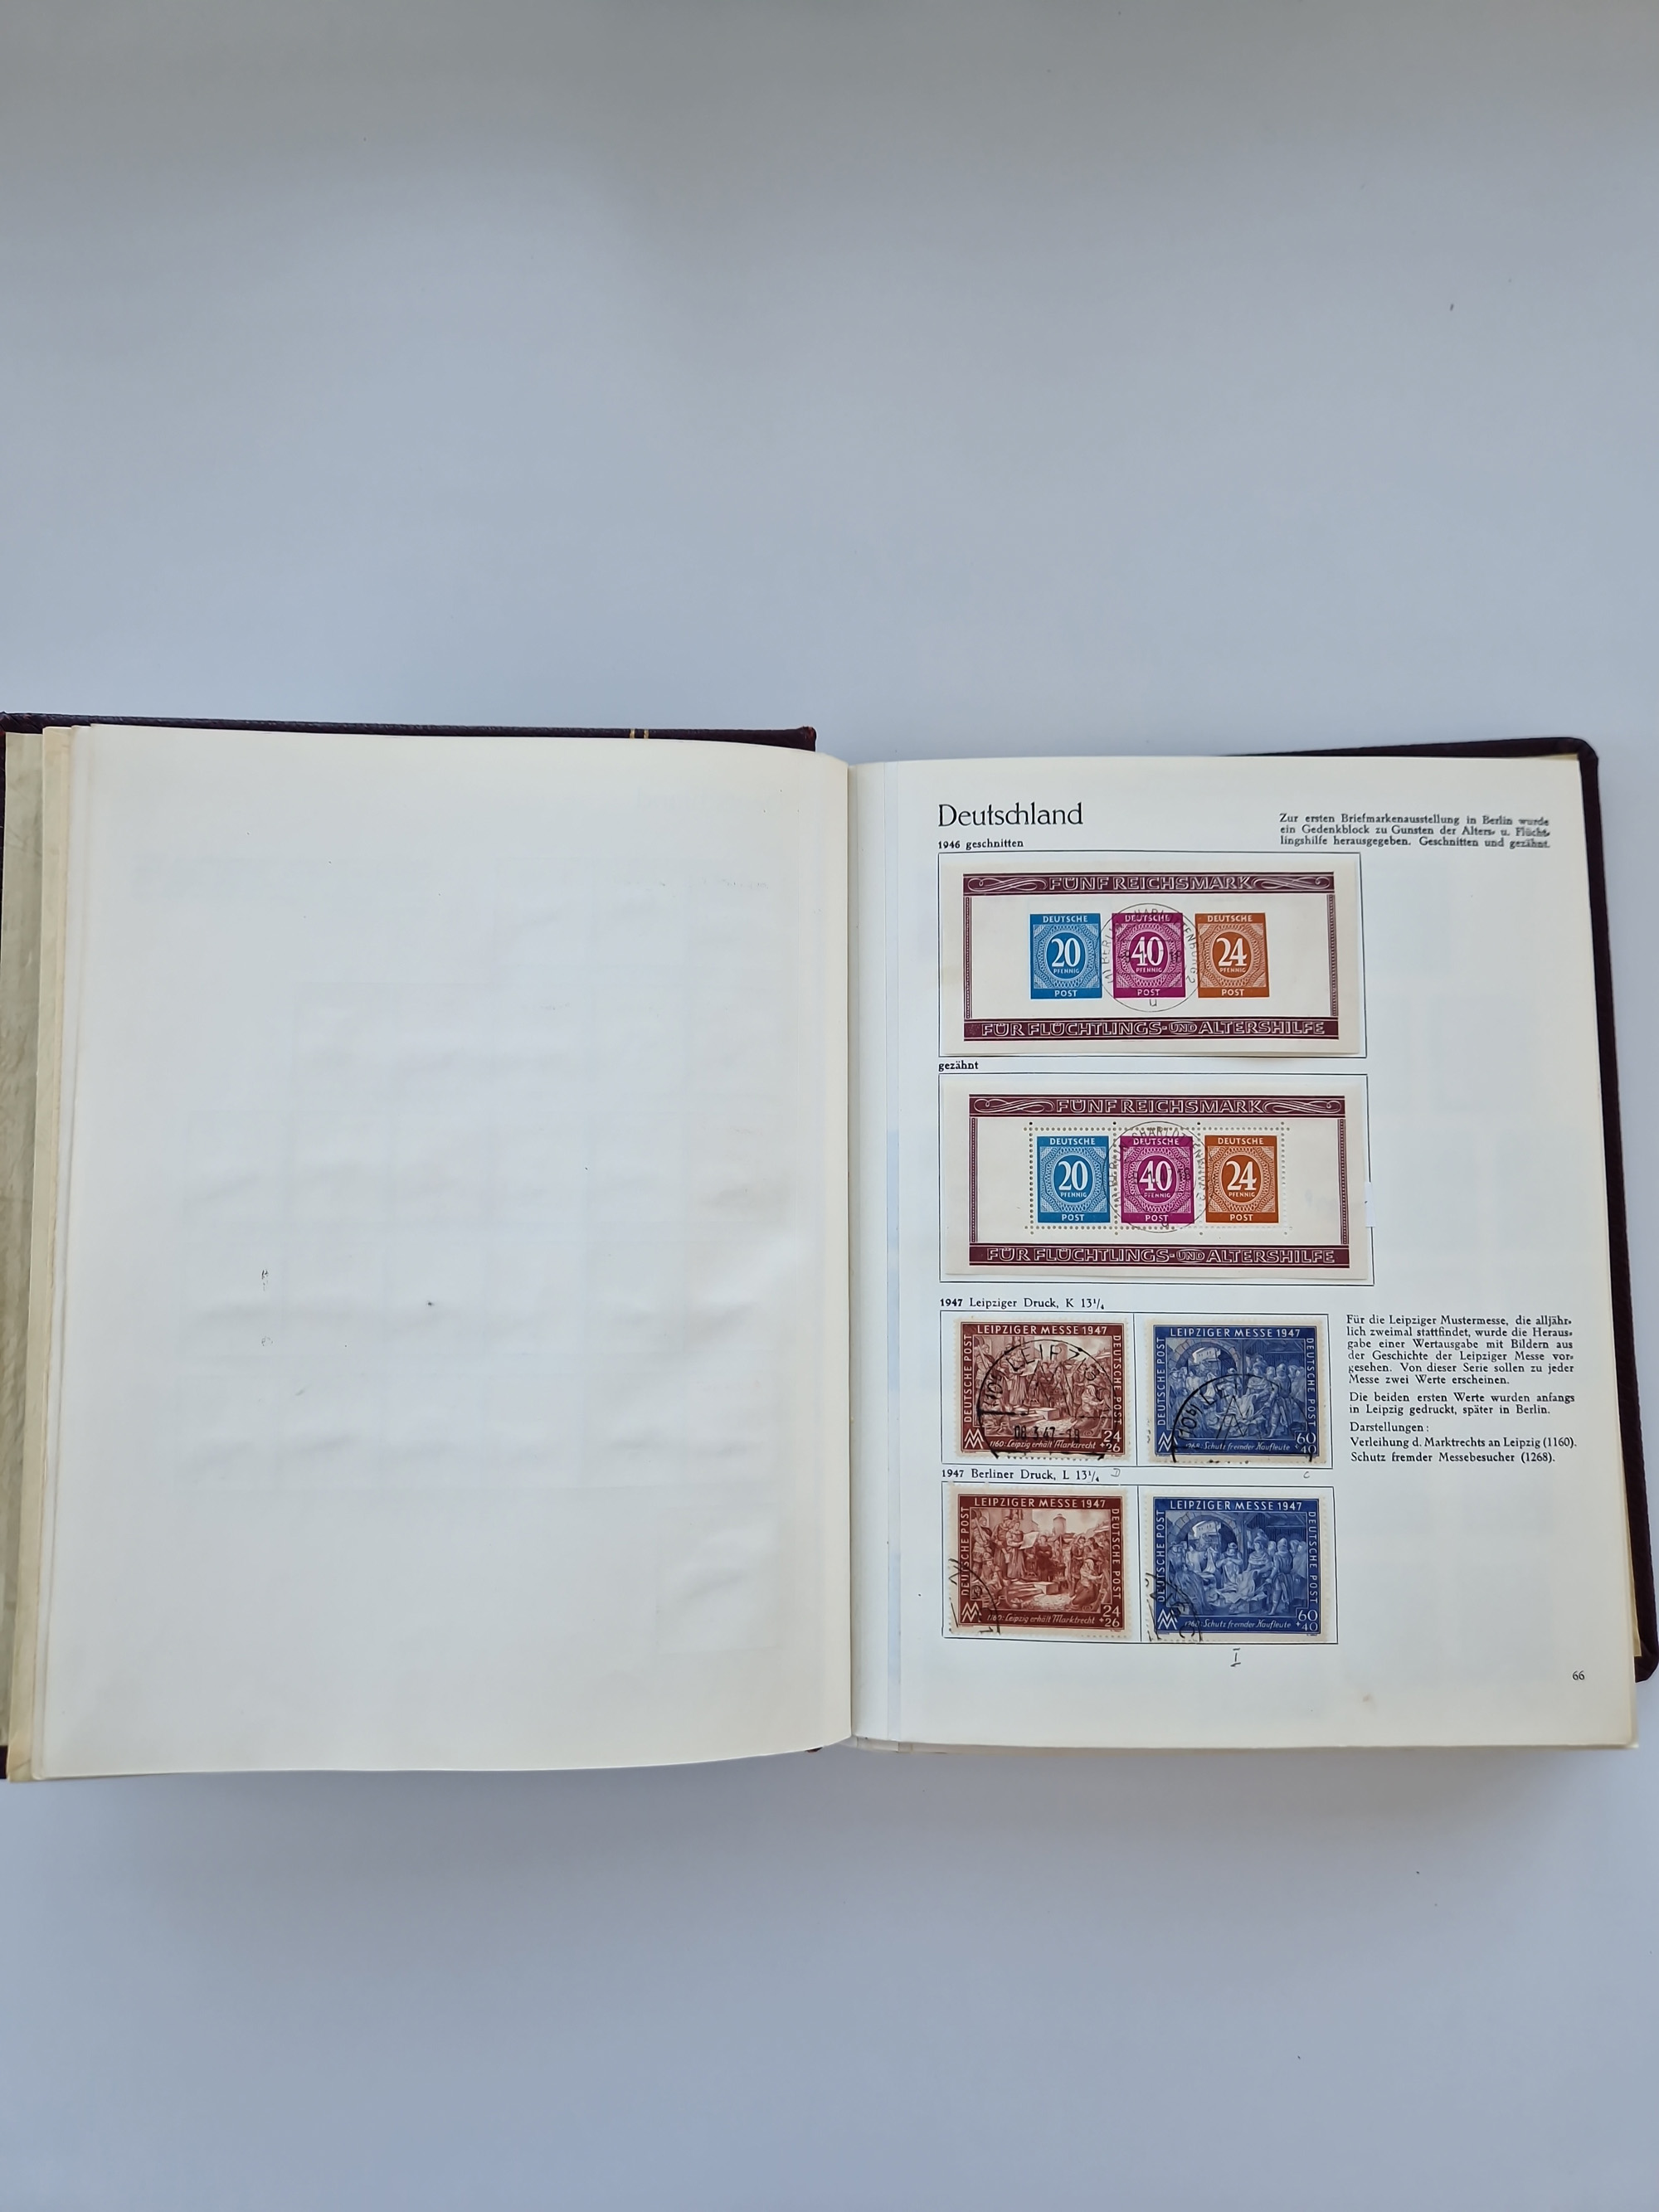 Deutschland
Zur ersten Briefmarkenausstellung in Berlin wurde
ein Gedenkblock zu Gunsten der Alters- u. Flücht-
lingshilfe herausgegeben. Geschnitten und gezähnt.
1946 geschnitten
FÜNF REICHSMARK
DEUTSCHE
20
PFENNIG
POST
DEUTSCHE
40
PFENNIG
POST
DEUTSCHE
24
PFENNIG
POST
u
FÜR FLÜCHTLINGS- UND ALTERSHILFE
gezähnt
FÜNF REICHSMARK
DEUTSCHE
20
PFENNIG
POST
DEUTSCHE
40
PFENNIG
POST
DEUTSCHE
24
PFENNIG
POST
FÜR FLÜCHTLINGS- UND ALTERSHILFE
1947 Leipziger Druck, K 13¹/₄
LEIPZIGER MESSE 1947
DEUTSCHE POST
DEUTSCHE POST
1160: Leipzig erhält Marktrecht
24
+26
LEIPZIGER MESSE 1947
DEUTSCHE POST
DEUTSCHE POST
Schutz fremder Kaufleute
60
+40
Für die Leipziger Mustermesse, die alljähr-
lich zweimal stattfindet, wurde die Heraus-
gabe einer Wertausgabe mit Bildern aus
der Geschichte der Leipziger Messe vor-
gesehen. Von dieser Serie sollen zu jeder
Messe zwei Werte erscheinen.
Die beiden ersten Werte wurden anfangs
in Leipzig gedruckt, später in Berlin.
Darstellungen:
Verleihung d. Marktrechts an Leipzig (1160).
Schutz fremder Messebesucher (1268).
1947 Berliner Druck, L 13¹/₄
D
C
LEIPZIGER MESSE 1947
DEUTSCHE POST
DEUTSCHE POST
1160: Leipzig erhält Marktrecht
24
+26
LEIPZIGER MESSE 1947
DEUTSCHE POST
DEUTSCHE POST
Schutz fremder Kaufleute
60
+40
I
66